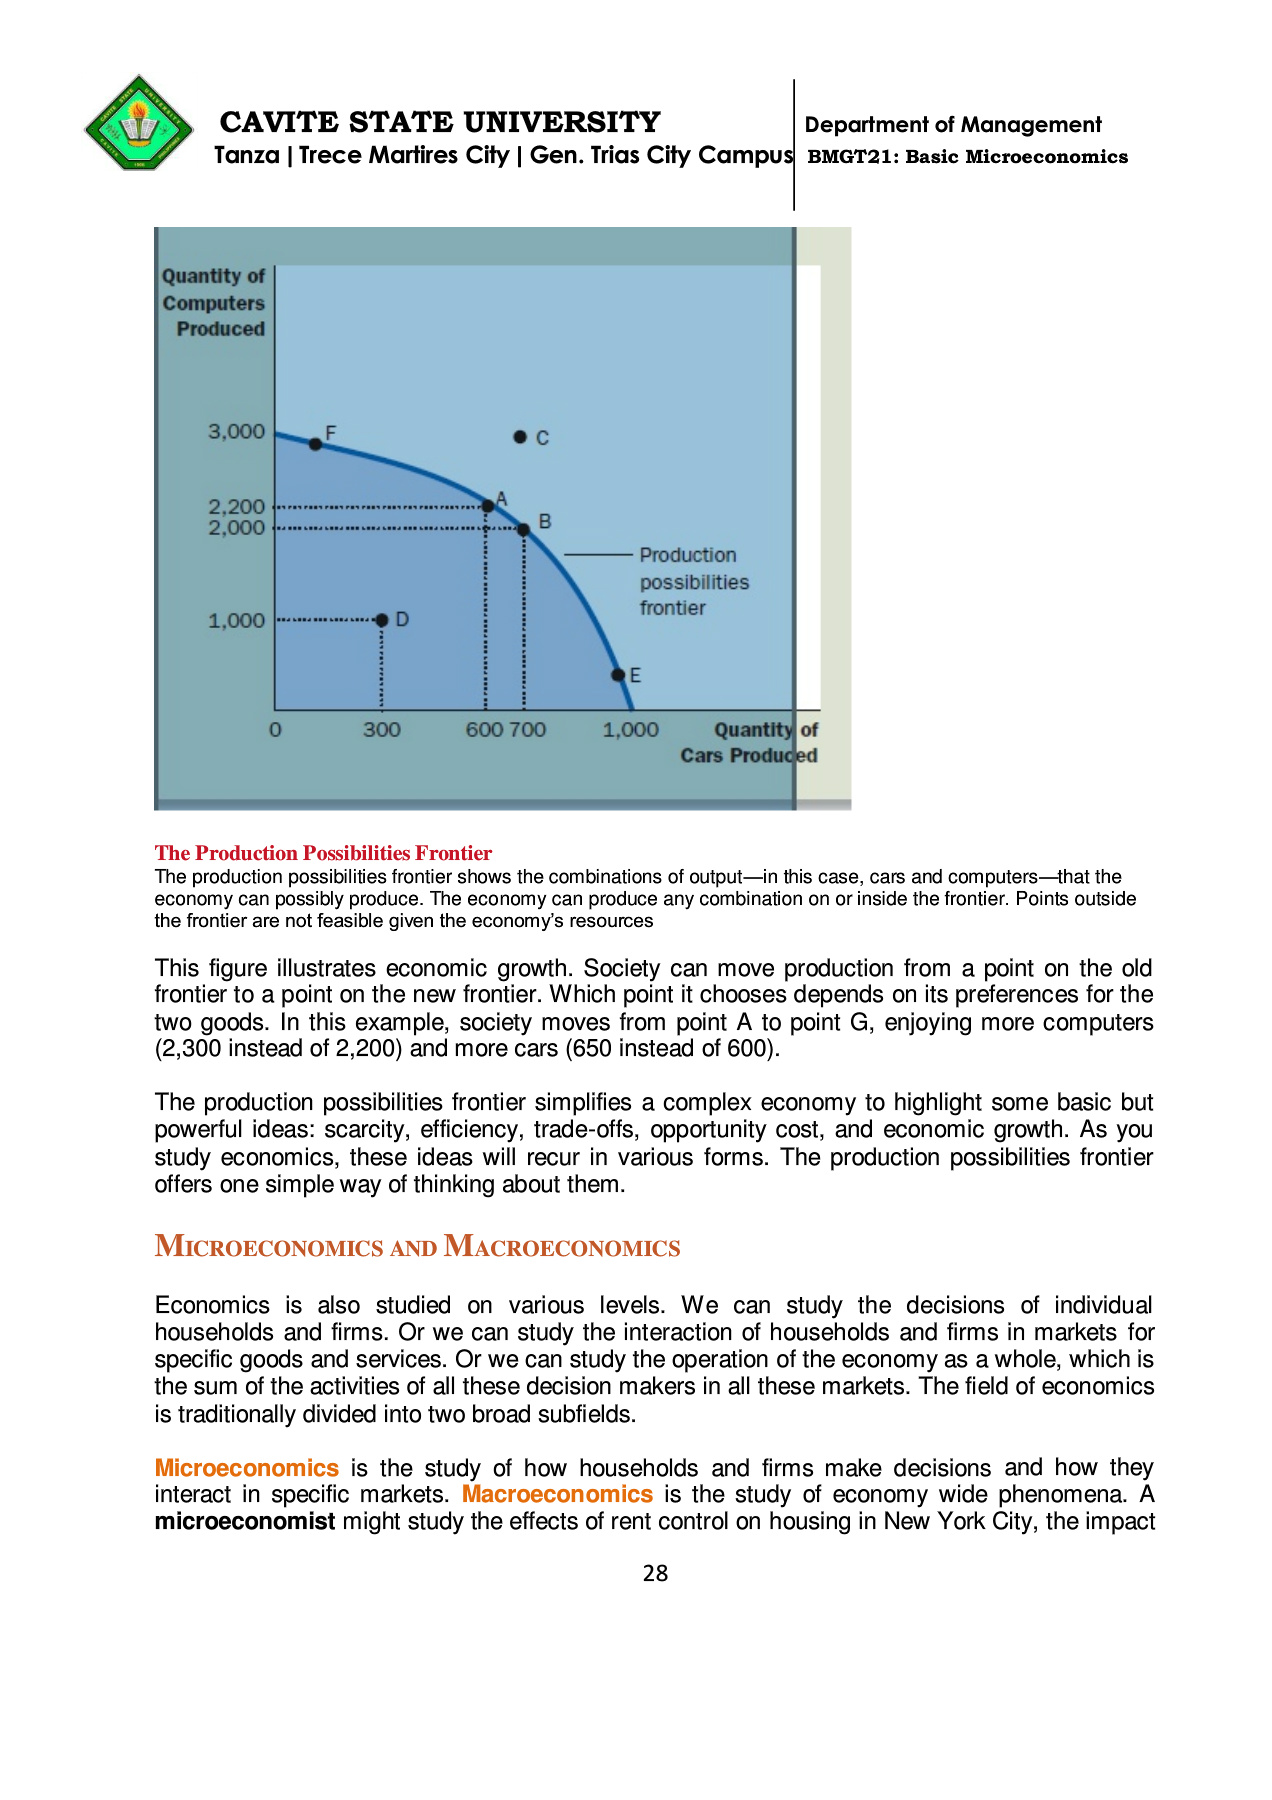 CAVITE STATE UNIVERSITY
Tanza | Trece Martires City | Gen. Trias City Campus
Department of Management
BMGT21: Basic Microeconomics
Quantity of
Computers
Produced
3,000
F
C
2,200
A
2,000
B
Production
possibilities
frontier
1,000
D
E
0
300
600 700
1,000
Quantity of
Cars Produced
The Production Possibilities Frontier
The production possibilities frontier shows the combinations of output—in this case, cars and computers—that the
economy can possibly produce. The economy can produce any combination on or inside the frontier. Points outside
the frontier are not feasible given the economy's resources
This figure illustrates economic growth. Society can move production from a point on the old
frontier to a point on the new frontier. Which point it chooses depends on its preferences for the
two goods. In this example, society moves from point A to point G, enjoying more computers
(2,300 instead of 2,200) and more cars (650 instead of 600).
The production possibilities frontier simplifies a complex economy to highlight some basic but
powerful ideas: scarcity, efficiency, trade-offs, opportunity cost, and economic growth. As you
study economics, these ideas will recur in various forms. The production possibilities frontier
offers one simple way of thinking about them.
MICROECONOMICS AND MACROECONOMICS
Economics is also studied on various levels. We can study the decisions of individual
households and firms. Or we can study the interaction of households and firms in markets for
specific goods and services. Or we can study the operation of the economy as a whole, which is
the sum of the activities of all these decision makers in all these markets. The field of economics
is traditionally divided into two broad subfields.
Microeconomics is the study of how households and firms make decisions and how they
interact in specific markets. Macroeconomics is the study of economy wide phenomena. A
microeconomist might study the effects of rent control on housing in New York City, the impact
28